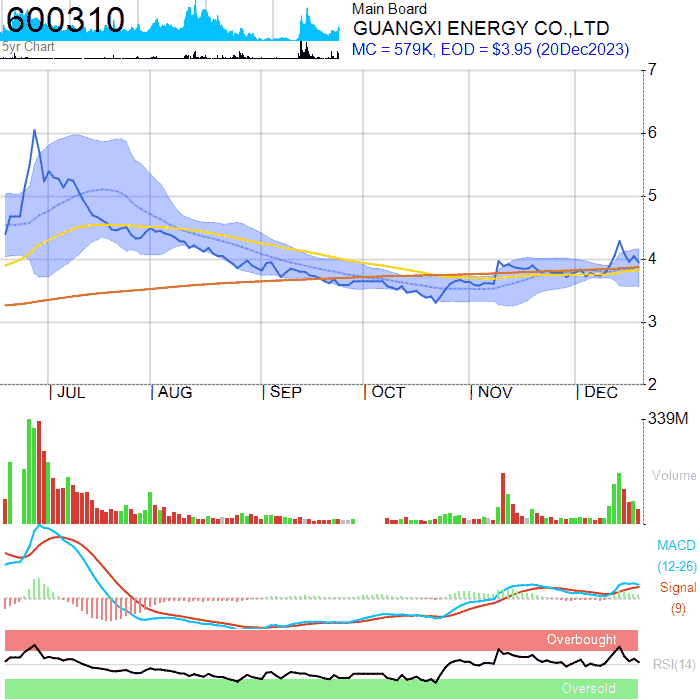 600310
5yr Chart
Main Board
GUANGXI ENERGY CO.,LTD
MC = 579K, EOD = $3.95 (20Dec2023)
7
6
5
4
3
2
JUL AUG SEP OCT NOV DEC
339M
Volume
MACD
(12-26)
Signal
(9)
Overbought
RSI(14)
Oversold